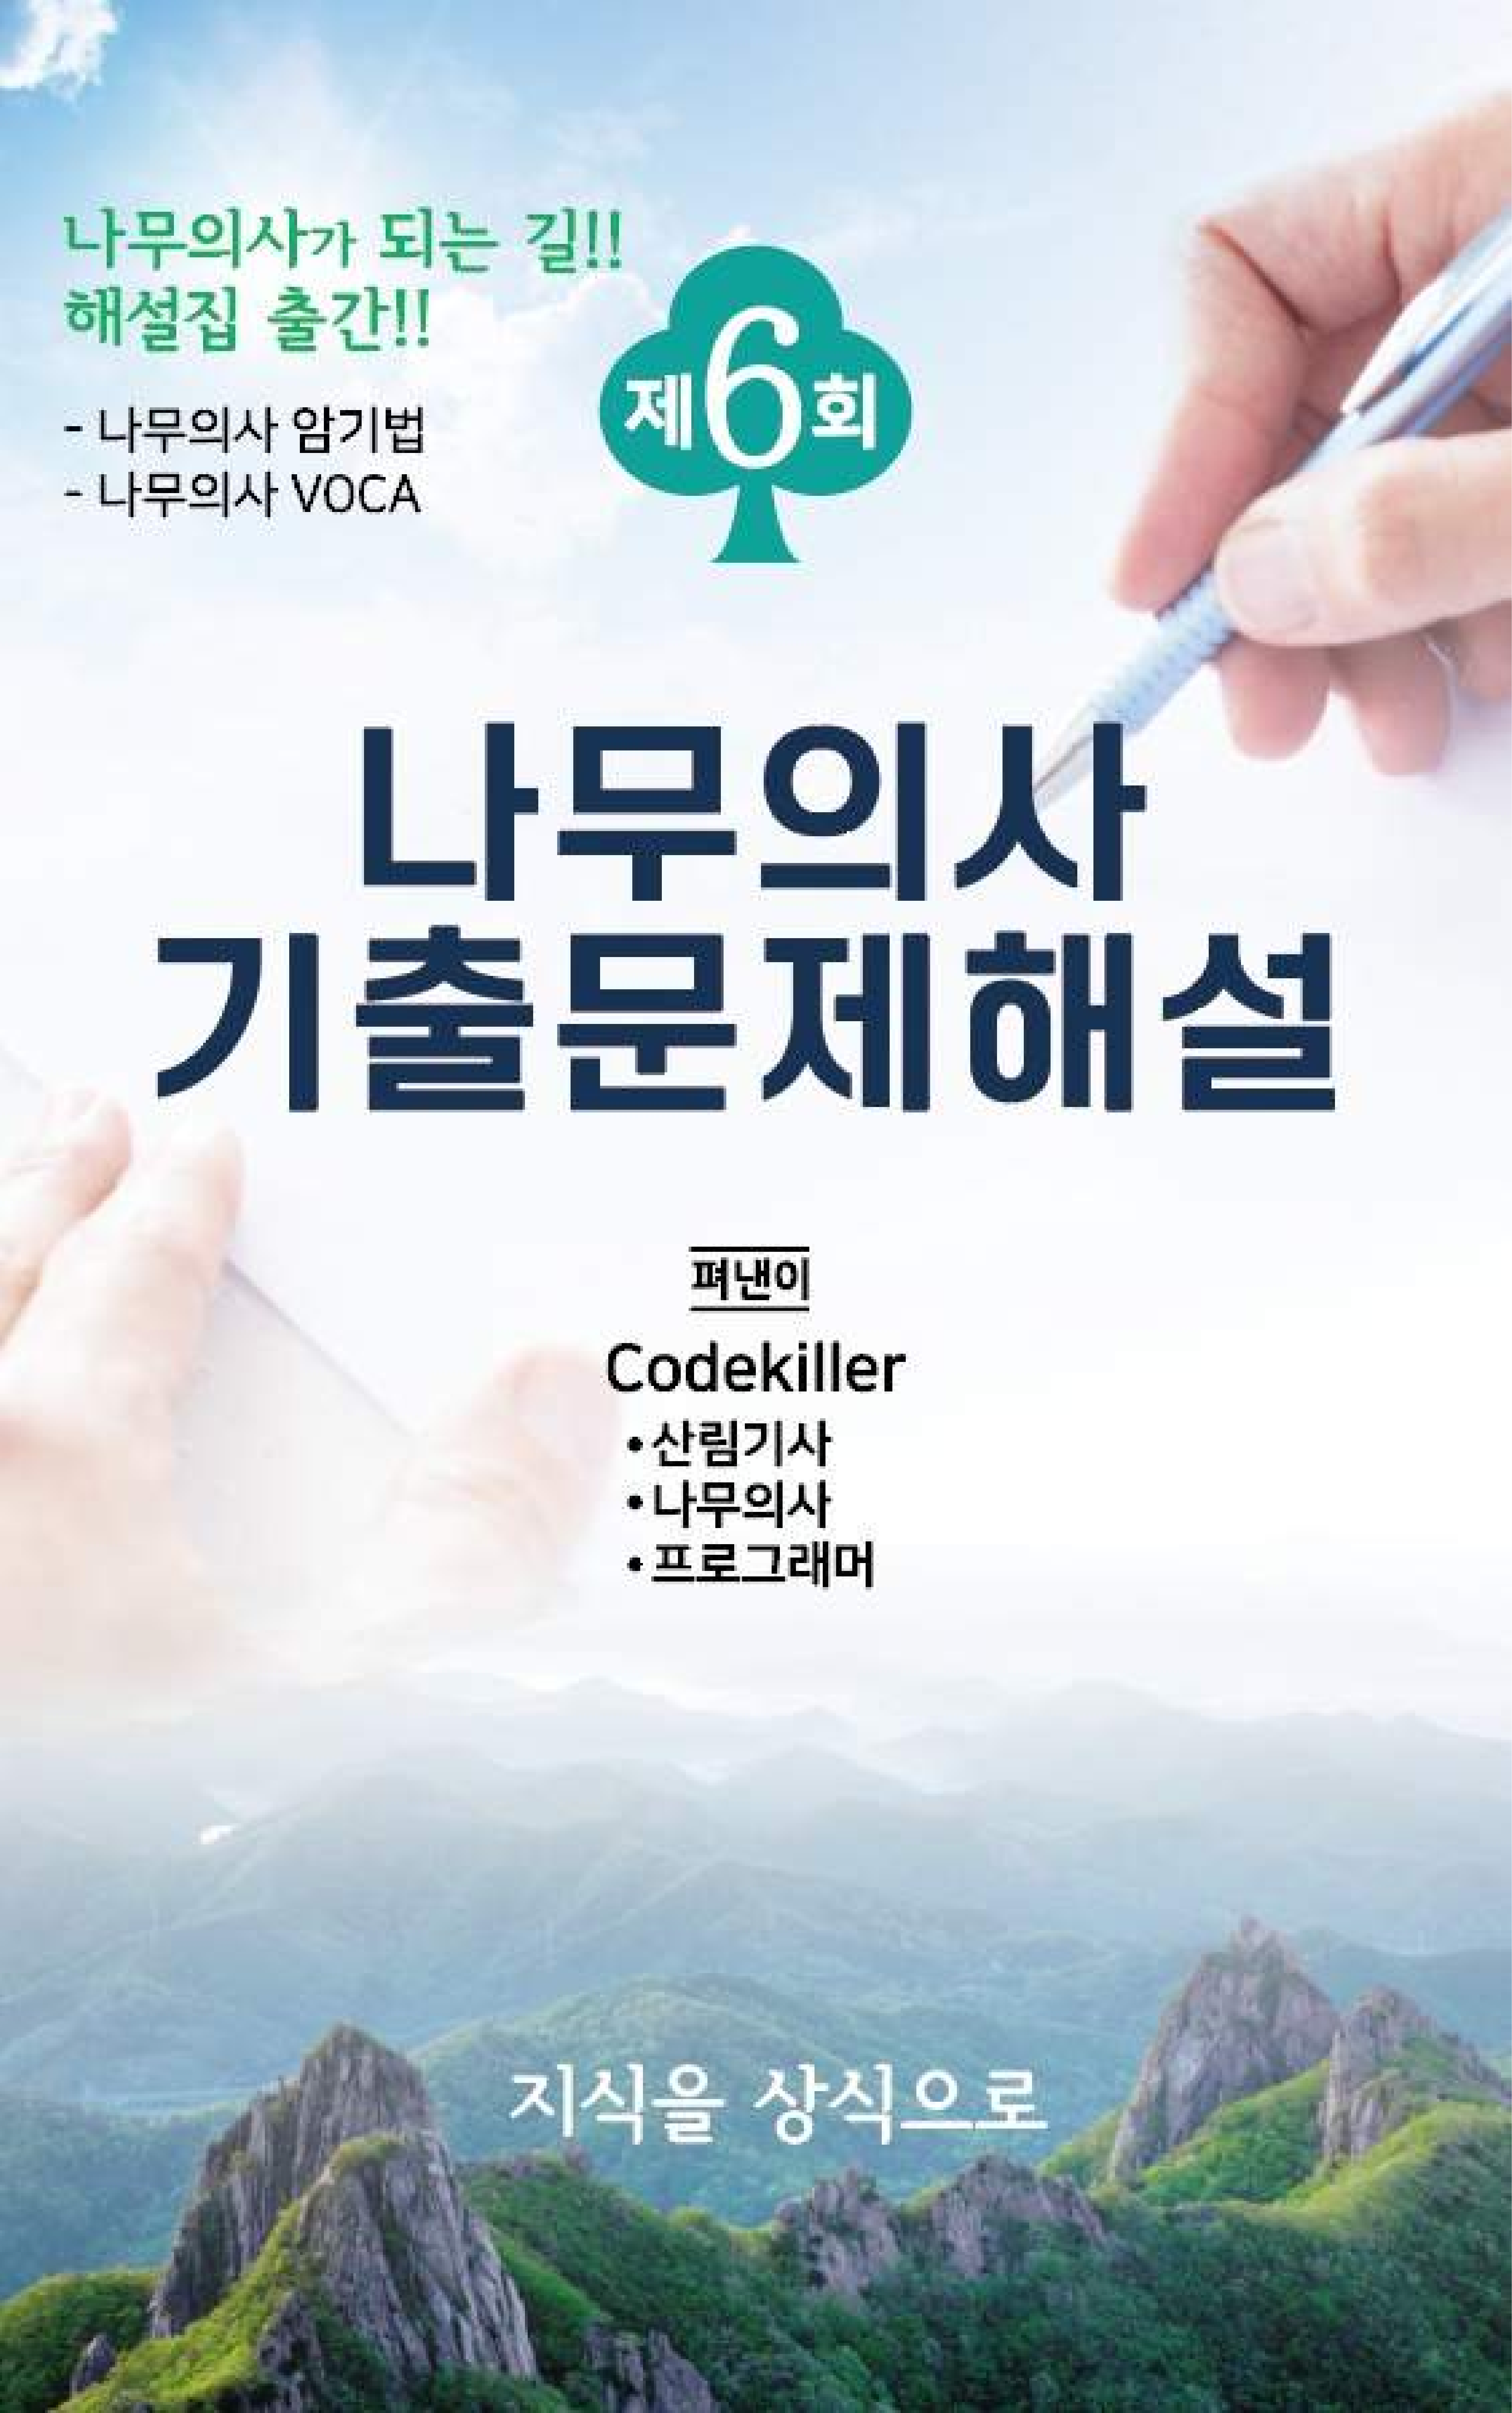 나무의사가 되는 길!!
해설집 출간!!
- 나무의사 암기법
- 나무의사 VOCA
제6회
나무의사
기출문제해설
펴낸이
Codekiller
•산림기사
•나무의사
•프로그래머
지식을 상식으로